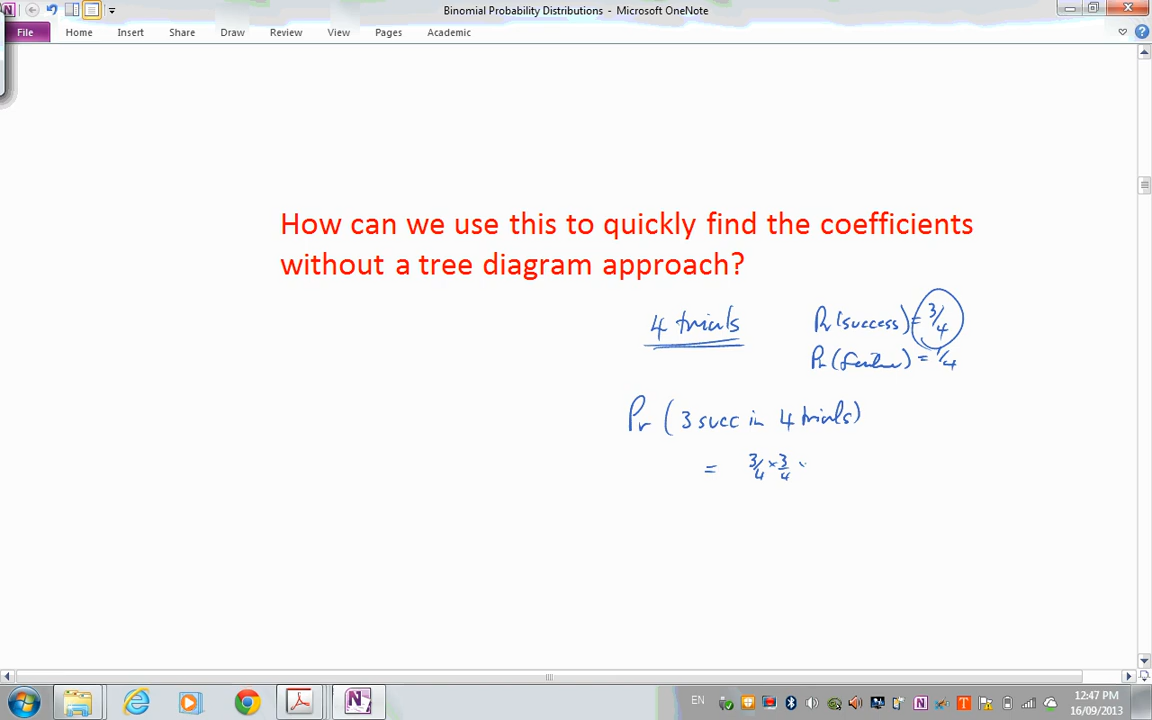 Binomial Probability Distributions - Microsoft OneNote
File Home Insert Share Draw Review View Pages Academic
How can we use this to quickly find the coefficients
without a tree diagram approach?
4 trials Pr(success) = 3/4
Pr(failure) = 1/4
Pr (3 succ in 4 trials)
= 3/4 × 3/4 ×
EN
12:47 PM
16/09/2013